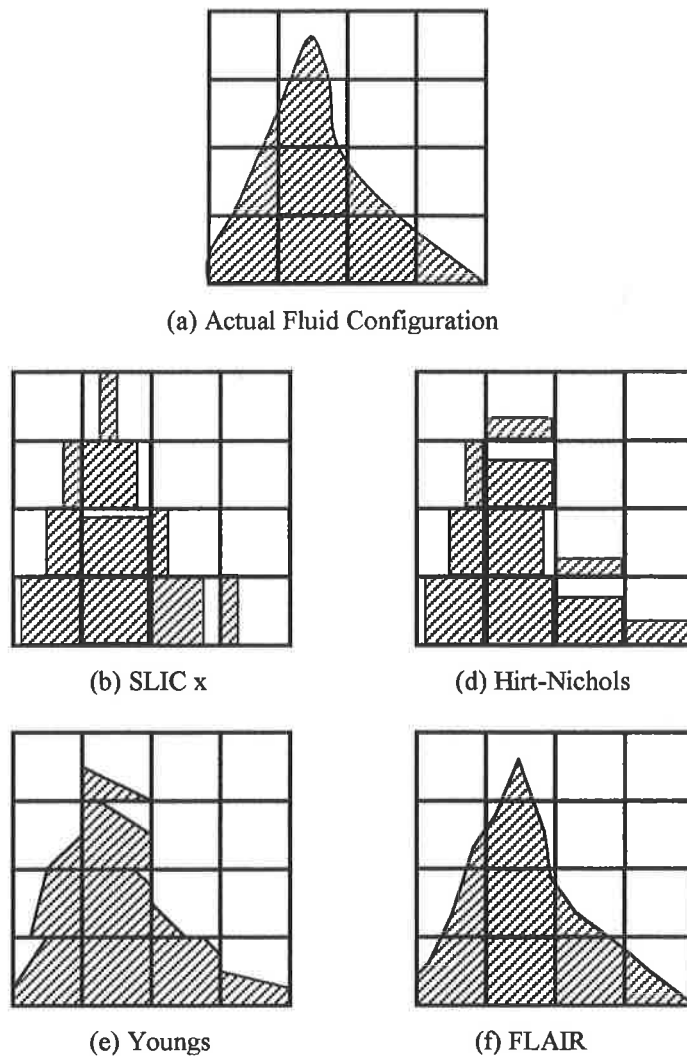 (a) Actual Fluid Configuration
(b) SLIC x
(d) Hirt-Nichols
(e) Youngs
(f) FLAIR